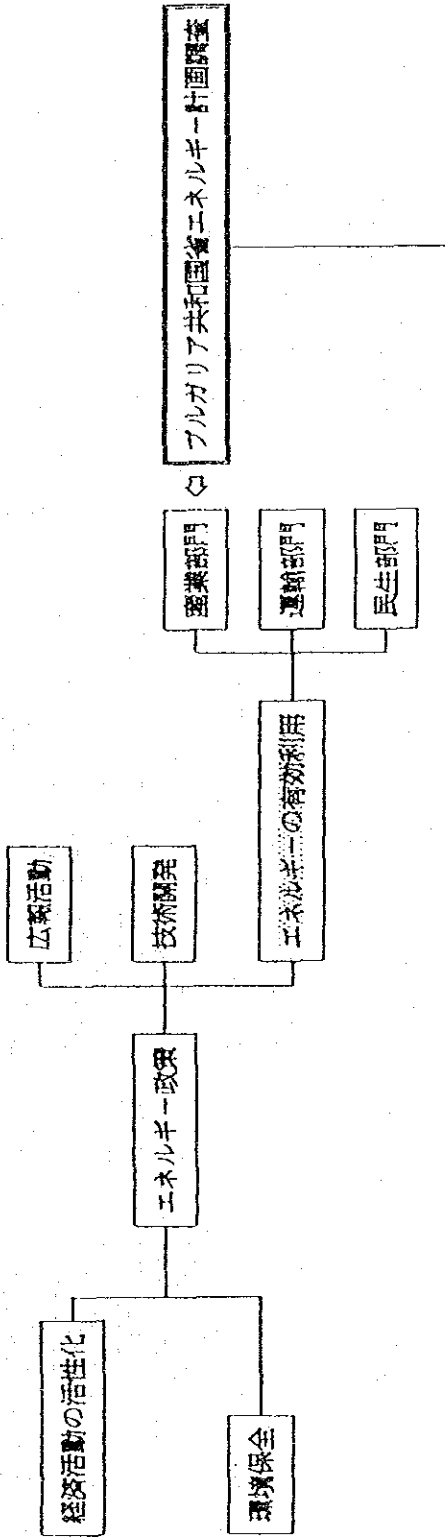 経済活動の活性化
環境保全
エネルギー政策
広報活動
技術開発
エネルギーの有効利用
産業部門
運輸部門
民生部門
⇦
ブルガリア共和国省エネルギー計画調査